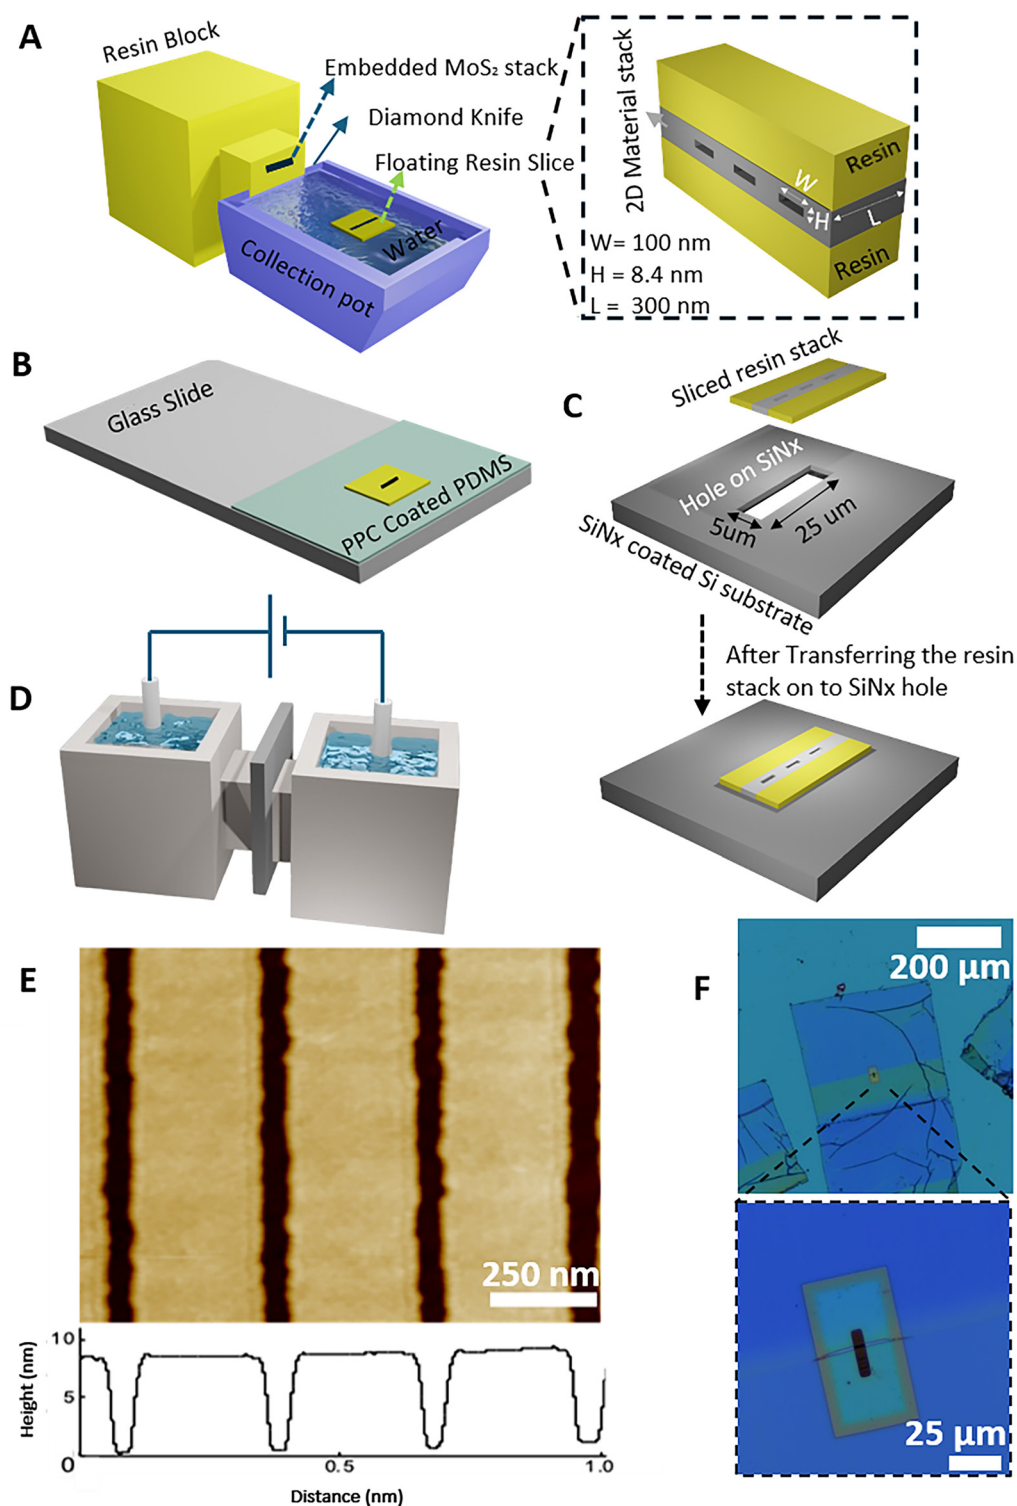 A
Resin Block
Embedded MoS₂ stack
Diamond Knife
Floating Resin Slice
Water
Collection pot
2D Material stack
Resin
W
H
L
Resin
W= 100 nm
H = 8.4 nm
L = 300 nm
B
Glass Slide
PPC Coated PDMS
C
Sliced resin stack
Hole on SiNx
5um
25 um
SiNx coated Si substrate
After Transferring the resin
stack on to SiNx hole
D
E
250 nm
10
5
0
0.5
1.0
Height (nm)
Distance (nm)
F
200 µm
25 µm